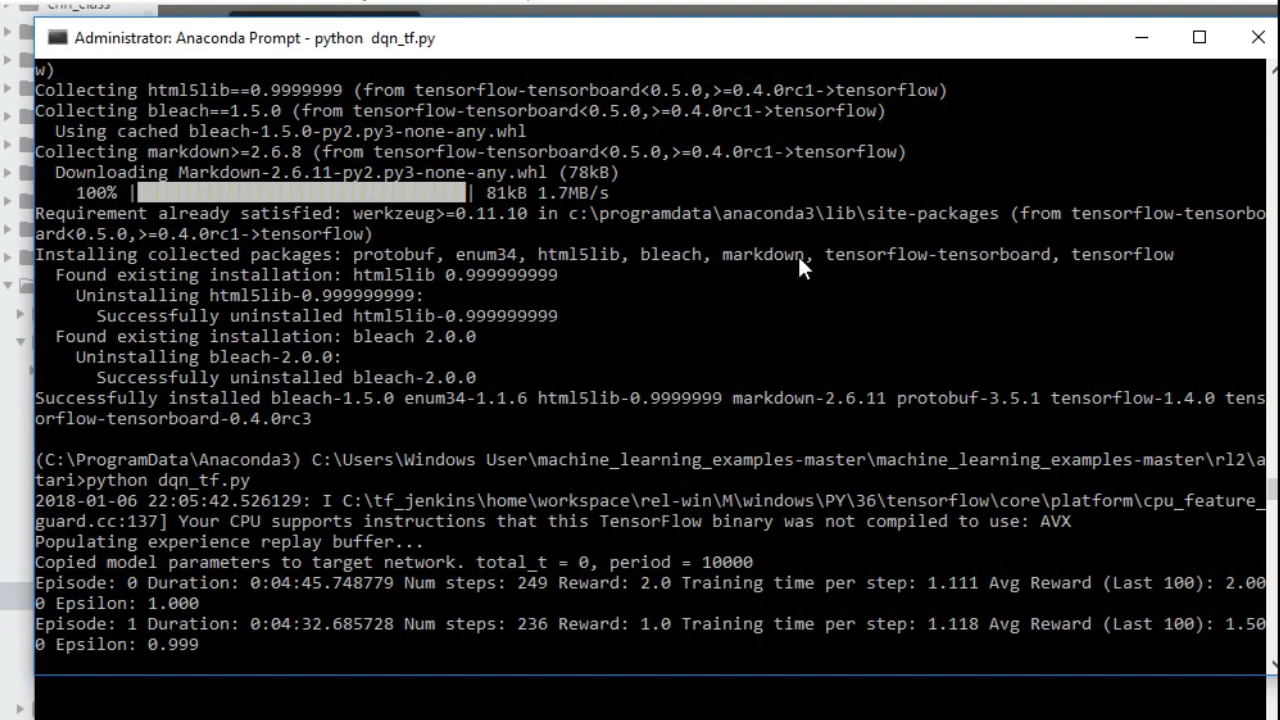 cnn_class
Administrator: Anaconda Prompt - python  dqn_tf.py
w)
Collecting html5lib==0.9999999 (from tensorflow-tensorboard<0.5.0,>=0.4.0rc1->tensorflow)
Collecting bleach==1.5.0 (from tensorflow-tensorboard<0.5.0,>=0.4.0rc1->tensorflow)
  Using cached bleach-1.5.0-py2.py3-none-any.whl
Collecting markdown>=2.6.8 (from tensorflow-tensorboard<0.5.0,>=0.4.0rc1->tensorflow)
  Downloading Markdown-2.6.11-py2.py3-none-any.whl (78kB)
    100% || 81kB 1.7MB/s
Requirement already satisfied: werkzeug>=0.11.10 in c:\programdata\anaconda3\lib\site-packages (from tensorflow-tensorbo
ard<0.5.0,>=0.4.0rc1->tensorflow)
Installing collected packages: protobuf, enum34, html5lib, bleach, markdown, tensorflow-tensorboard, tensorflow
  Found existing installation: html5lib 0.999999999
    Uninstalling html5lib-0.999999999:
      Successfully uninstalled html5lib-0.999999999
  Found existing installation: bleach 2.0.0
    Uninstalling bleach-2.0.0:
      Successfully uninstalled bleach-2.0.0
Successfully installed bleach-1.5.0 enum34-1.1.6 html5lib-0.9999999 markdown-2.6.11 protobuf-3.5.1 tensorflow-1.4.0 tens
orflow-tensorboard-0.4.0rc3
(C:\ProgramData\Anaconda3) C:\Users\Windows User\machine_learning_examples-master\machine_learning_examples-master\rl2\a
tari>python dqn_tf.py
2018-01-06 22:05:42.526129: I C:\tf_jenkins\home\workspace\rel-win\M\windows\PY\36\tensorflow\core\platform\cpu_feature_
guard.cc:137] Your CPU supports instructions that this TensorFlow binary was not compiled to use: AVX
Populating experience replay buffer...
Copied model parameters to target network. total_t = 0, period = 10000
Episode: 0 Duration: 0:04:45.748779 Num steps: 249 Reward: 2.0 Training time per step: 1.111 Avg Reward (Last 100): 2.00
0 Epsilon: 1.000
Episode: 1 Duration: 0:04:32.685728 Num steps: 236 Reward: 1.0 Training time per step: 1.118 Avg Reward (Last 100): 1.50
0 Epsilon: 0.999